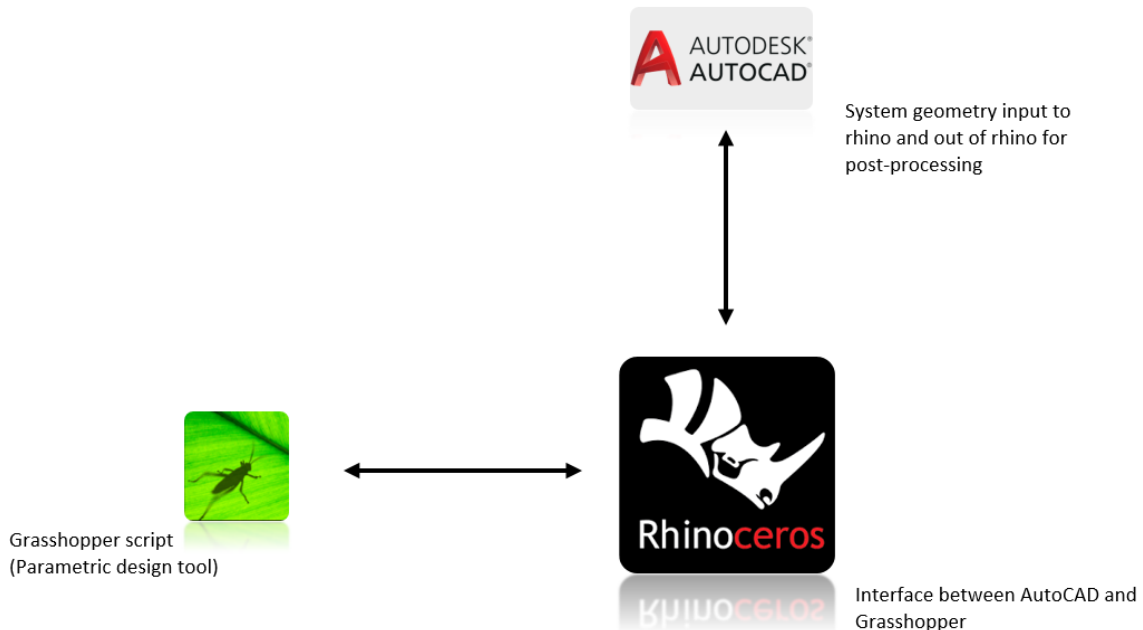 AUTODESK®
AUTOCAD®
System geometry input to
rhino and out of rhino for
post-processing
Rhinoceros
Grasshopper script
(Parametric design tool)
Interface between AutoCAD and
Grasshopper